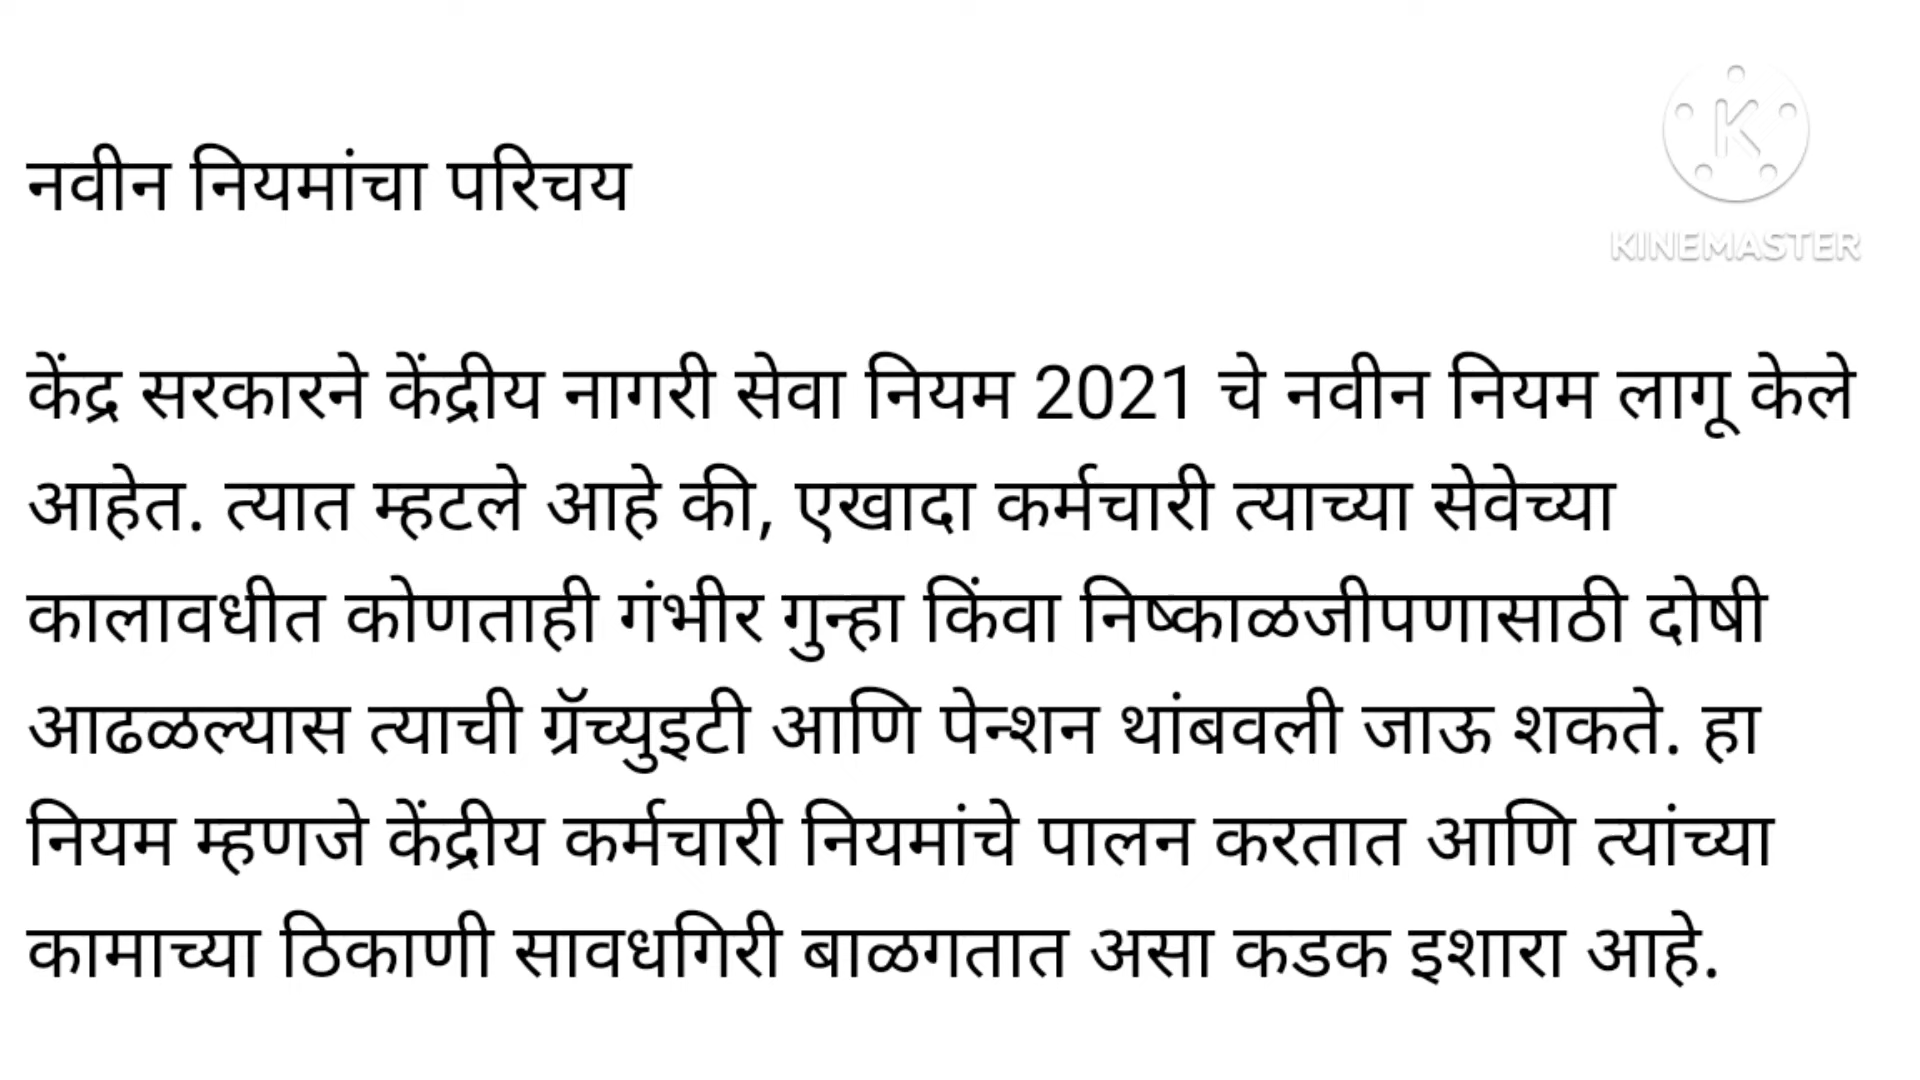 नवीन नियमांचा परिचय
KINEMASTER
केंद्र सरकारने केंद्रीय नागरी सेवा नियम 2021 चे नवीन नियम लागू केले
आहेत. त्यात म्हटले आहे की, एखादा कर्मचारी त्याच्या सेवेच्या
कालावधीत कोणताही गंभीर गुन्हा किंवा निष्काळजीपणासाठी दोषी
आढळल्यास त्याची ग्रॅच्युइटी आणि पेन्शन थांबवली जाऊ शकते. हा
नियम म्हणजे केंद्रीय कर्मचारी नियमांचे पालन करतात आणि त्यांच्या
कामाच्या ठिकाणी सावधगिरी बाळगतात असा कडक इशारा आहे.